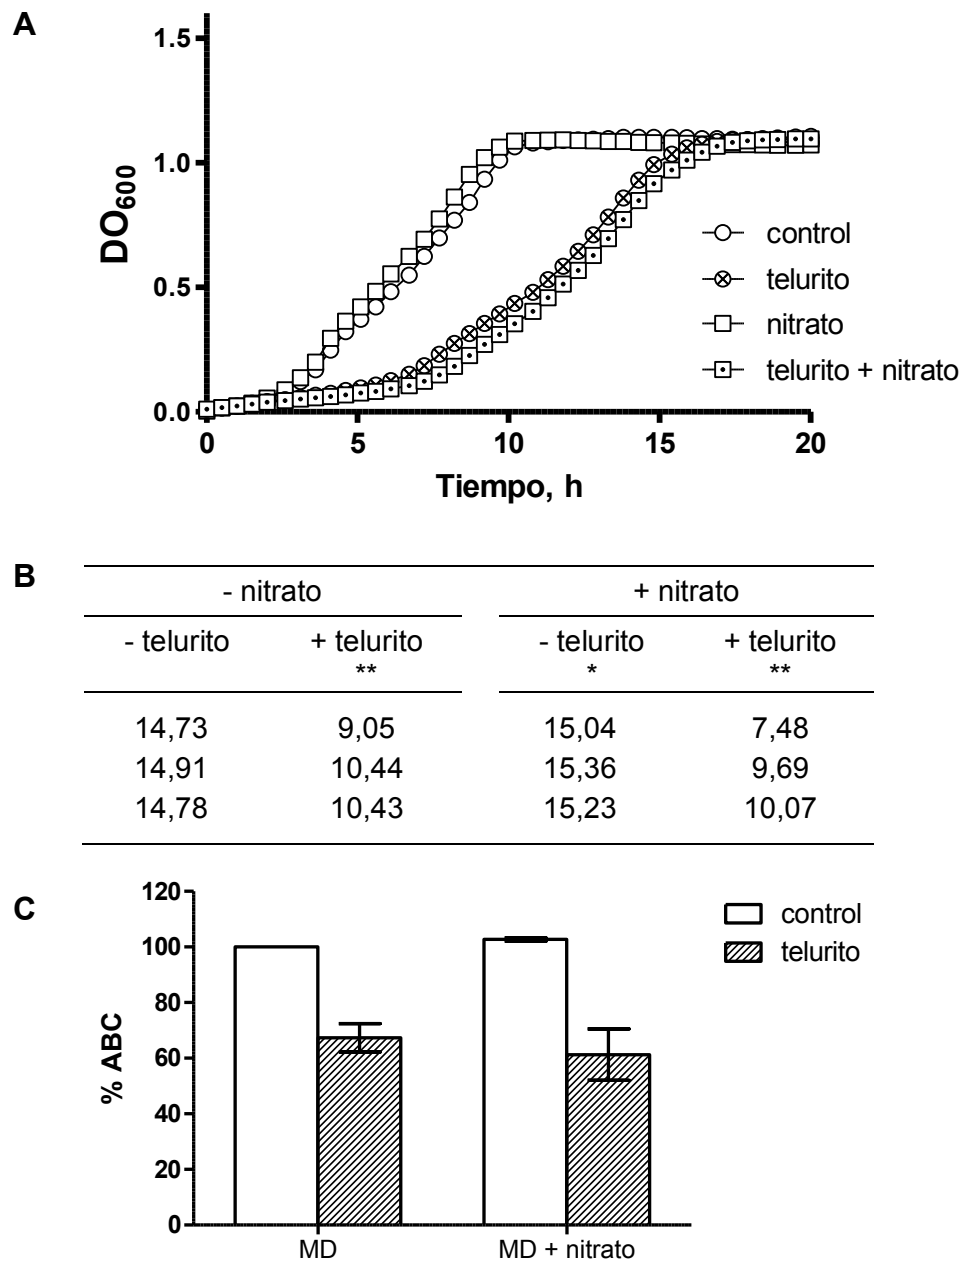 A
1.5
1.0
0.5
0.0
DO600
0 5 10 15 20
Tiempo, h
control
telurito
nitrato
telurito + nitrato
B
- nitrato + nitrato
- telurito + telurito - telurito + telurito
** * **
14,73 9,05 15,04 7,48
14,91 10,44 15,36 9,69
14,78 10,43 15,23 10,07
C
120
100
80
60
40
20
0
% ABC
MD MD + nitrato
control
telurito